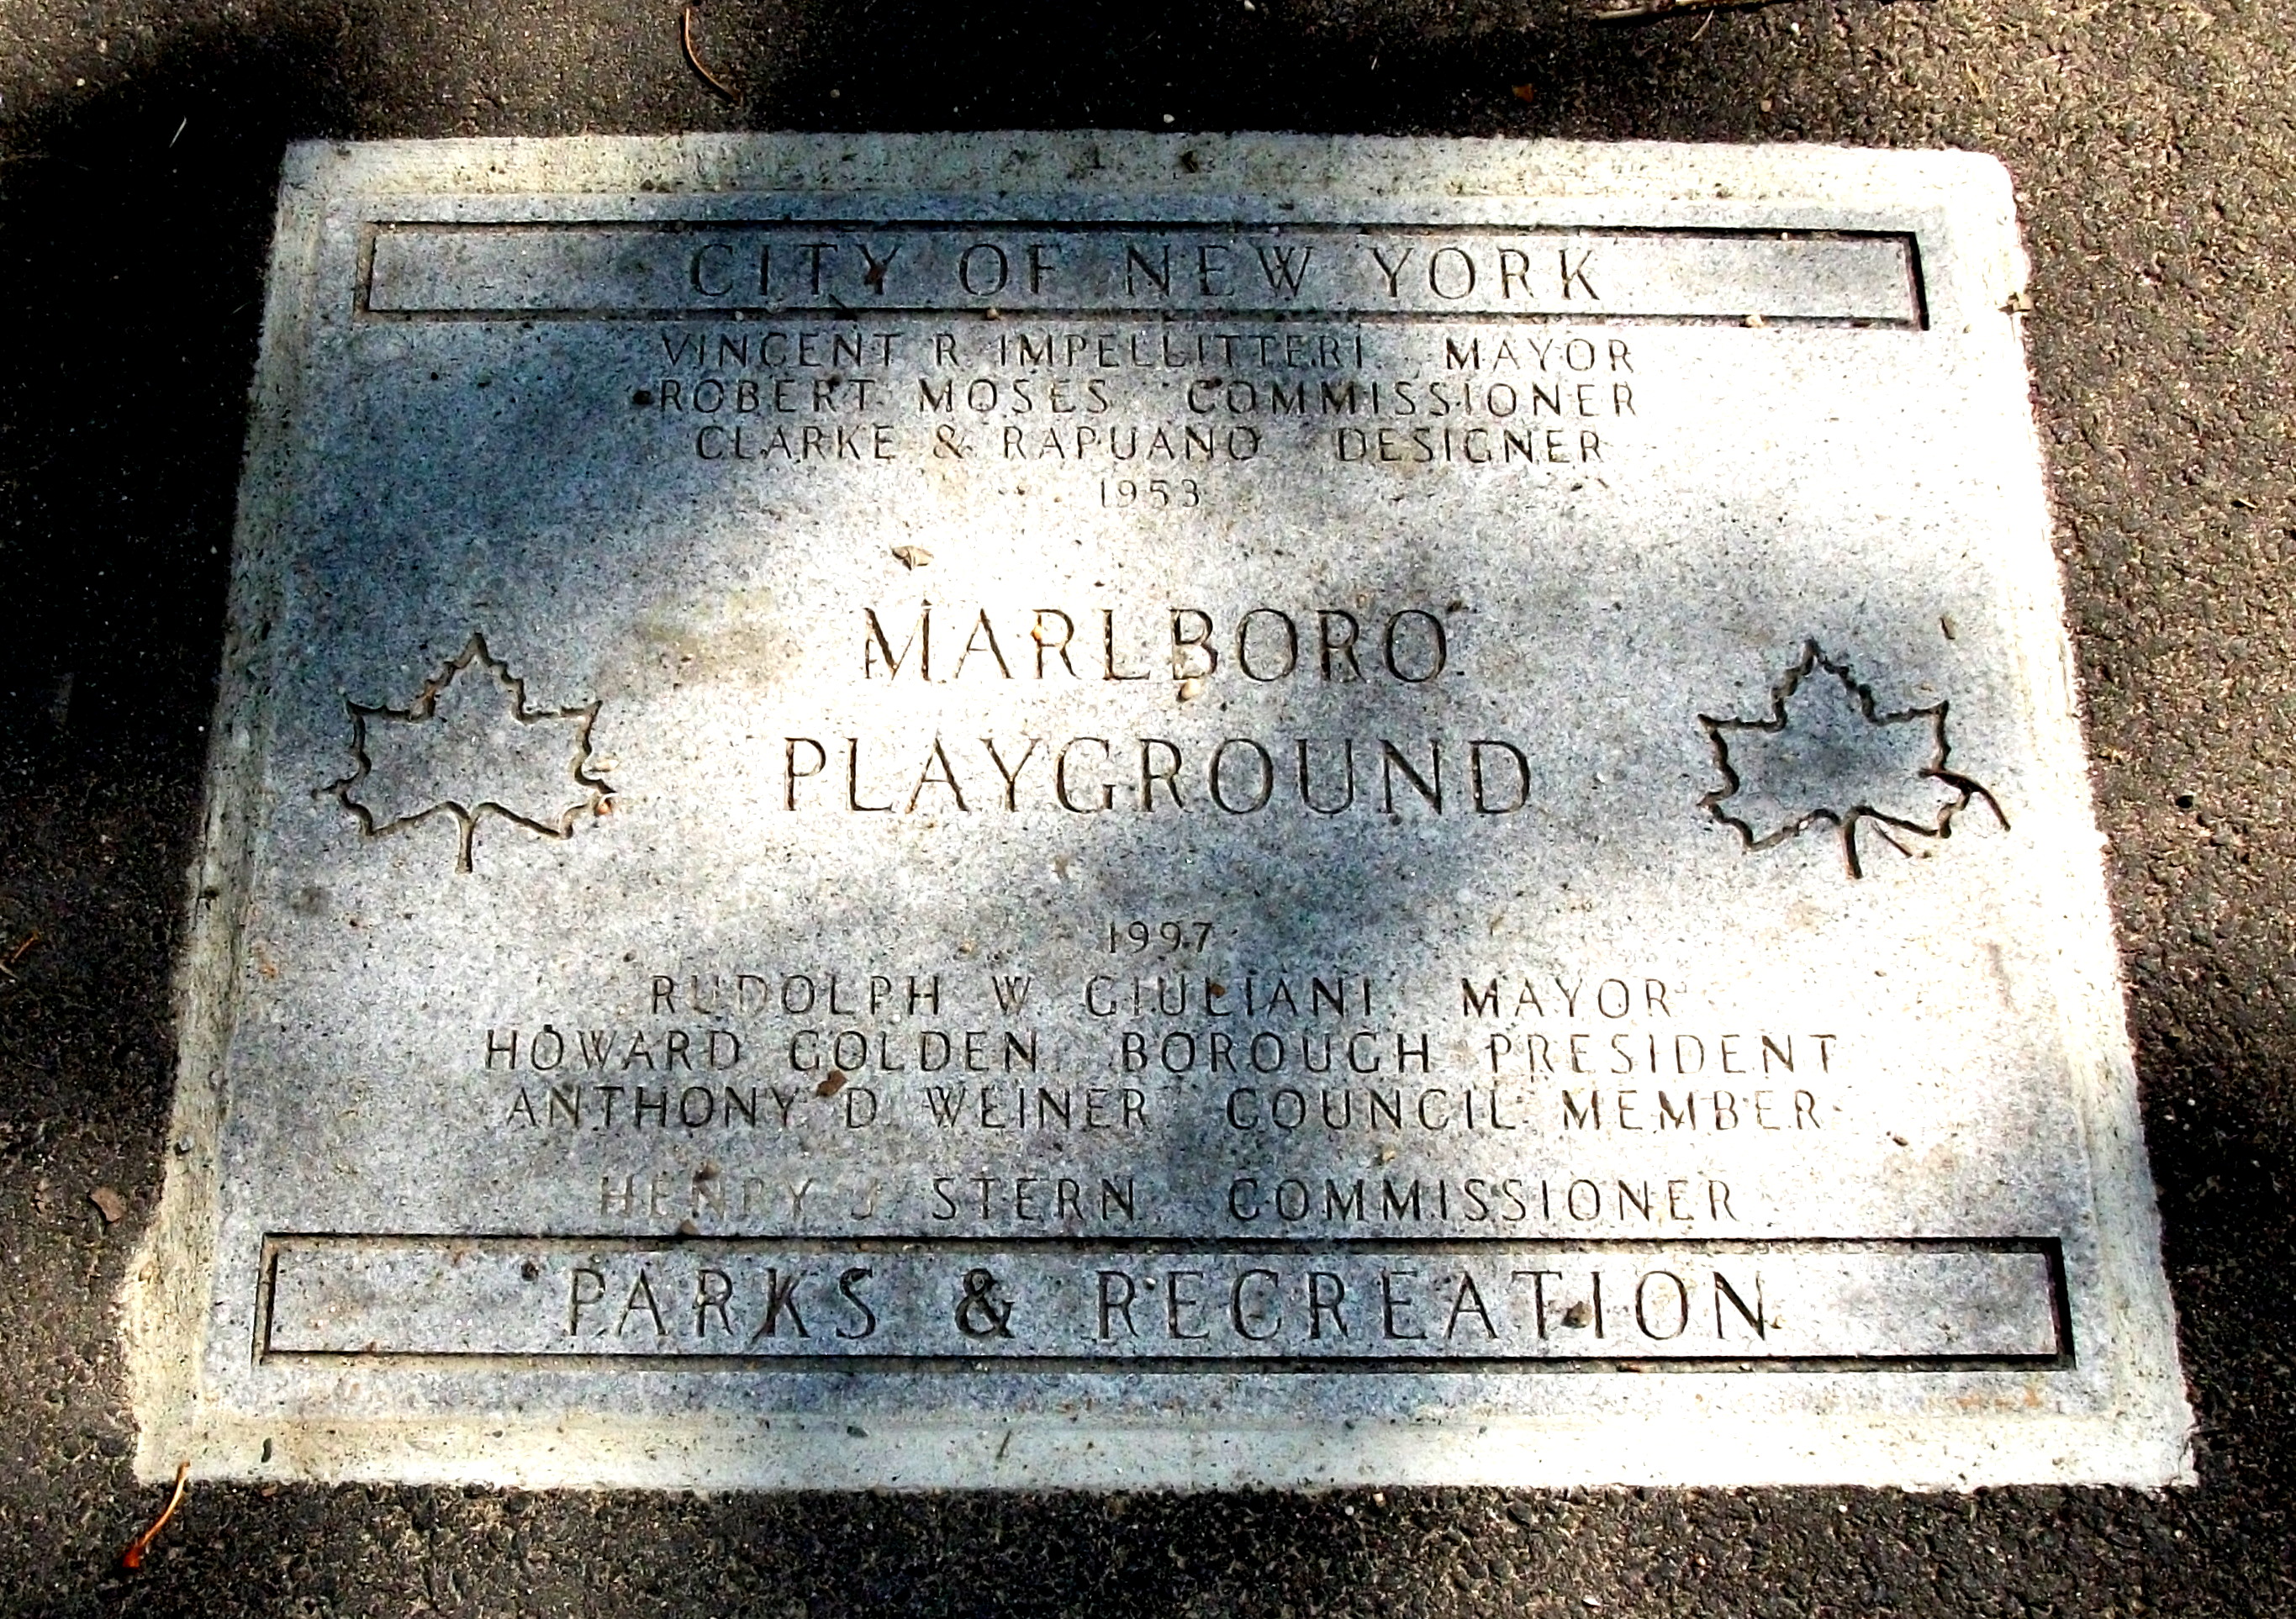 CITY OF NEW YORK
VINCENT R. IMPELLITTERI, MAYOR
ROBERT MOSES, COMMISSIONER
CLARKE & RAPUANO DESIGNER
1953
MARLBORO
PLAYGROUND
1997
RUDOLPH W. GIULIANI, MAYOR
HOWARD GOLDEN, BOROUGH PRESIDENT
ANTHONY D. WEINER COUNCIL MEMBER
HENRY J. STERN, COMMISSIONER
PARKS & RECREATION